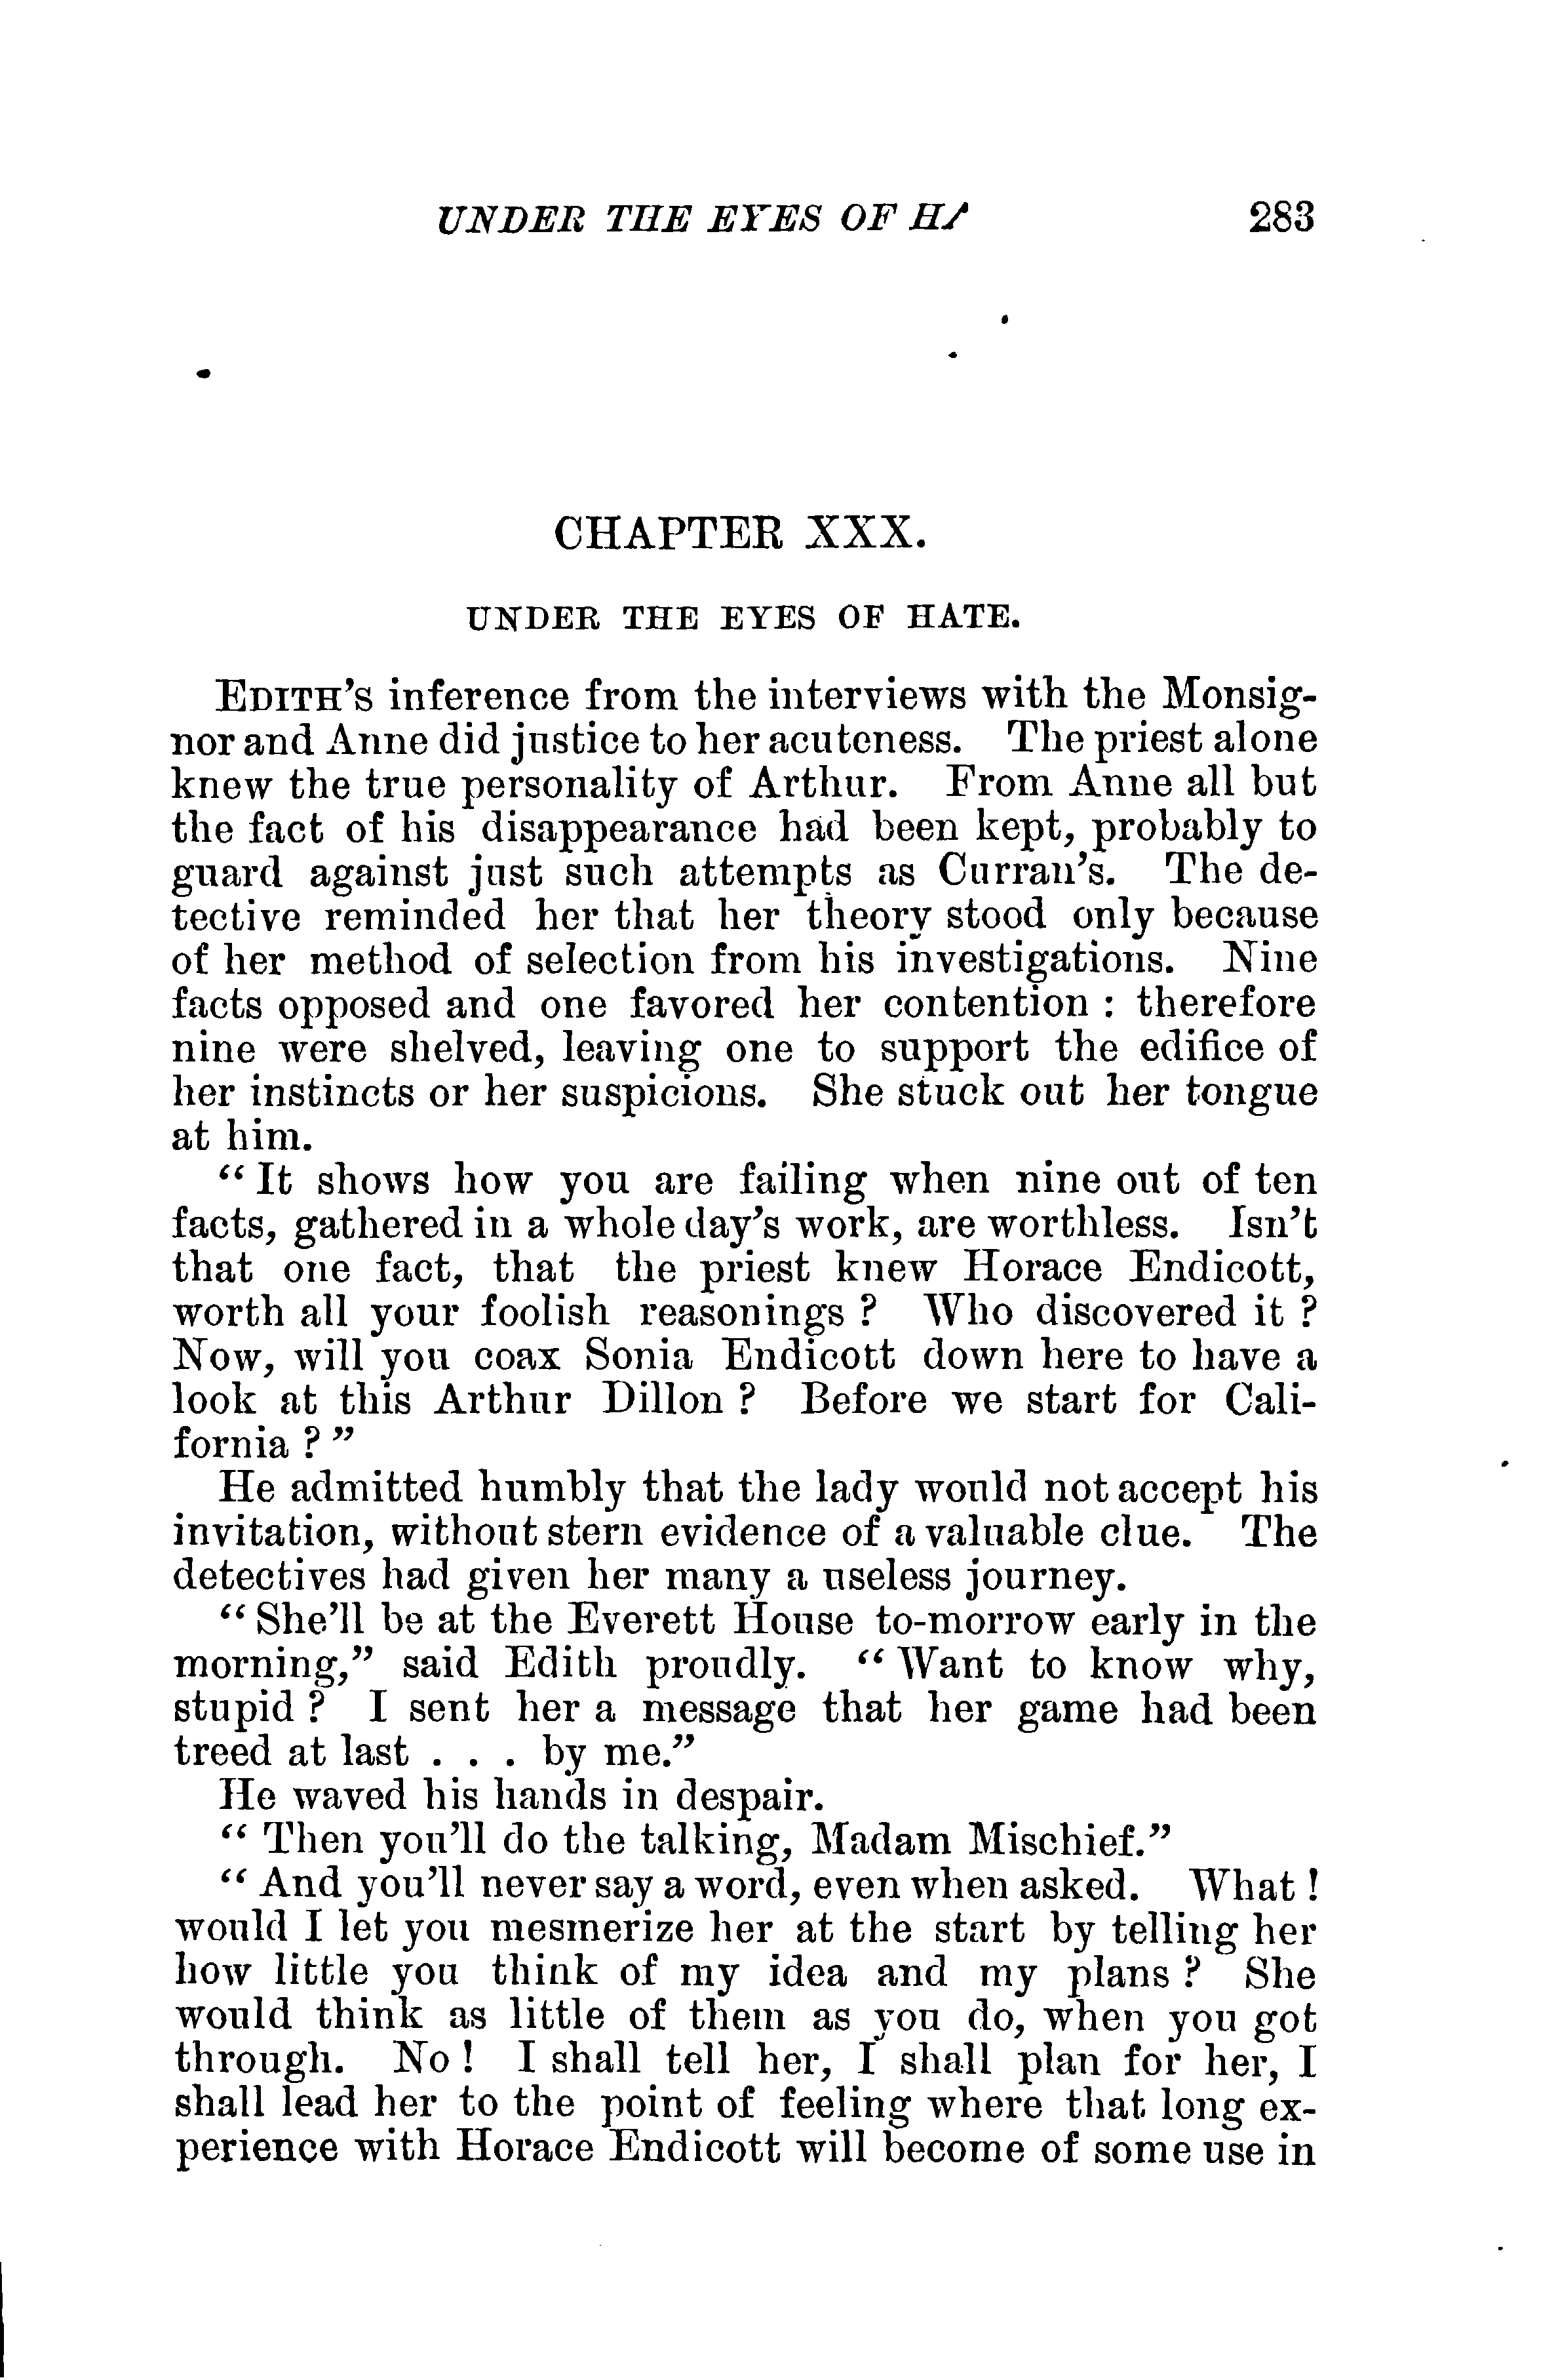 UNDER THE EYES OF HA 283
CHAPTER XXX.
UNDER THE EYES OF HATE.
EDITH'S inference from the interviews with the Monsig-
nor and Anne did justice to her acuteness. The priest alone
knew the true personality of Arthur. From Anne all but
the fact of his disappearance had been kept, probably to
guard against just such attempts as Curran's. The de-
tective reminded her that her theory stood only because
of her method of selection from his investigations. Nine
facts opposed and one favored her contention : therefore
nine were shelved, leaving one to support the edifice of
her instincts or her suspicions. She stuck out her tongue
at him.
"It shows how you are failing when nine out of ten
facts, gathered in a whole day's work, are worthless. Isn't
that one fact, that the priest knew Horace Endicott,
worth all your foolish reasonings ? Who discovered it ?
Now, will you coax Sonia Endicott down here to have a
look at this Arthur Dillon ? Before we start for Cali-
fornia ? "
He admitted humbly that the lady would not accept his
invitation, without stern evidence of a valuable clue. The
detectives had given her many a useless journey.
"She'll be at the Everett House to-morrow early in the
morning," said Edith proudly. "Want to know why,
stupid ? I sent her a message that her game had been
treed at last . . . by me."
He waved his hands in despair.
" Then you'll do the talking, Madam Mischief."
" And you'll never say a word, even when asked. What !
would I let you mesmerize her at the start by telling her
how little you think of my idea and my plans ? She
would think as little of them as you do, when you got
through. No ! I shall tell her, I shall plan for her, I
shall lead her to the point of feeling where that long ex-
perience with Horace Endicott will become of some use in